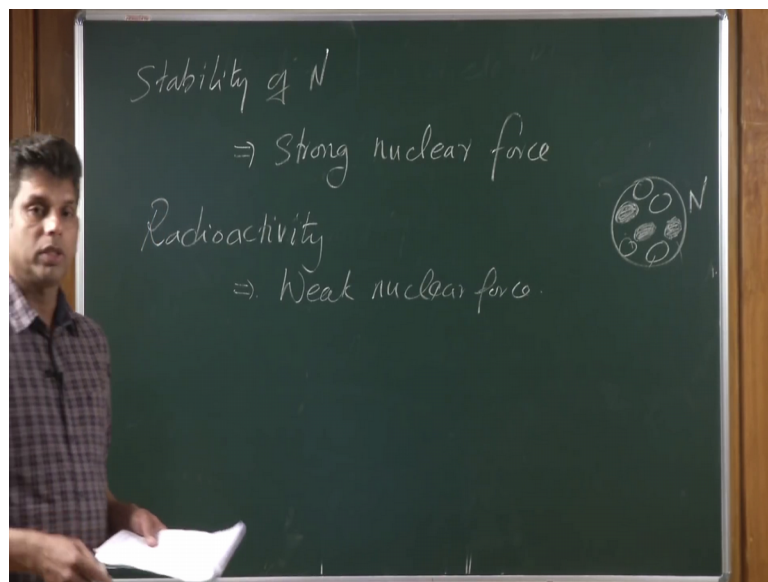 Stability of N
⇒ Strong nuclear force
N
Radioactivity
⇒ Weak nuclear force.